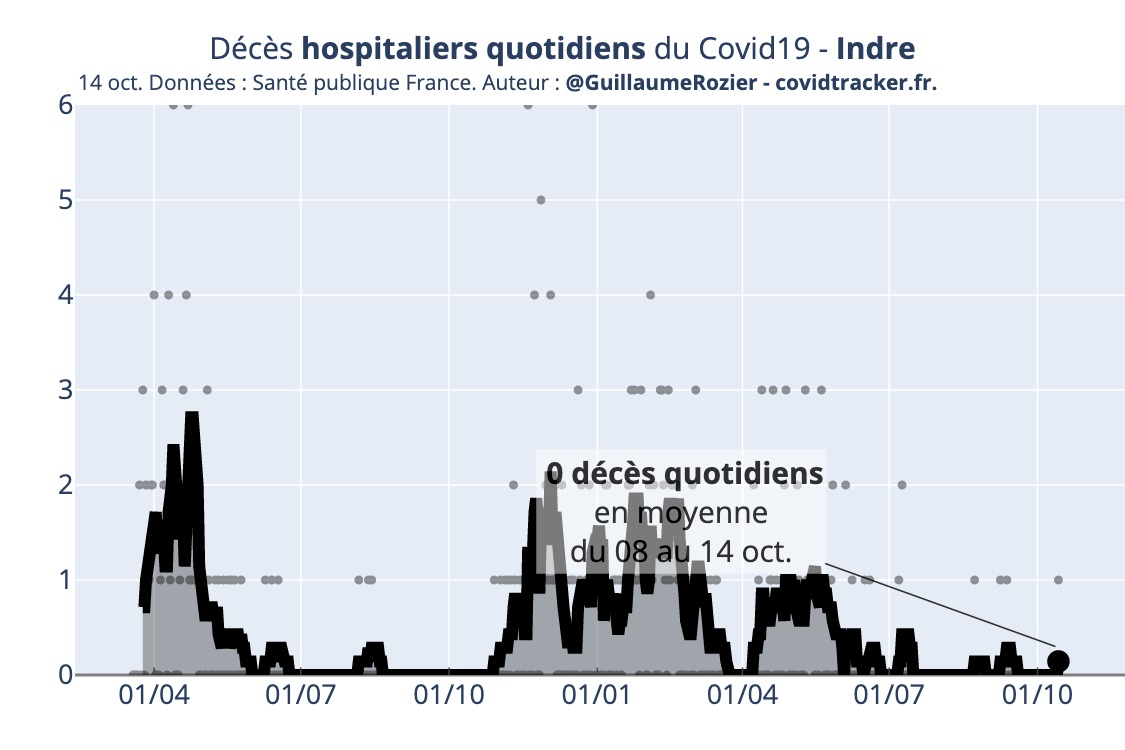 Décès hospitaliers quotidiens du Covid19 - Indre
14 oct. Données : Santé publique France. Auteur : @GuillaumeRozier - covidtracker.fr.
6
5
4
3
2
1
0
0 décès quotidiens
en moyenne
du 08 au 14 oct.
01/04 01/07 01/10 01/01 01/04 01/07 01/10